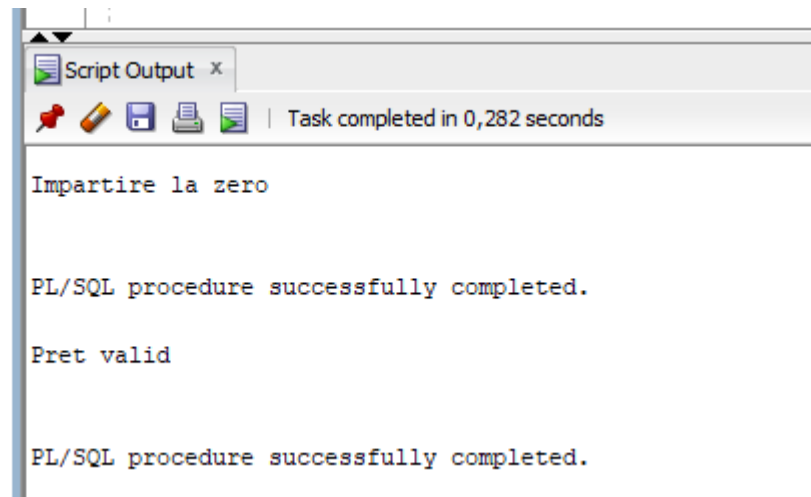 Script Output x
Task completed in 0,282 seconds
Impartire la zero
PL/SQL procedure successfully completed.
Pret valid
PL/SQL procedure successfully completed.